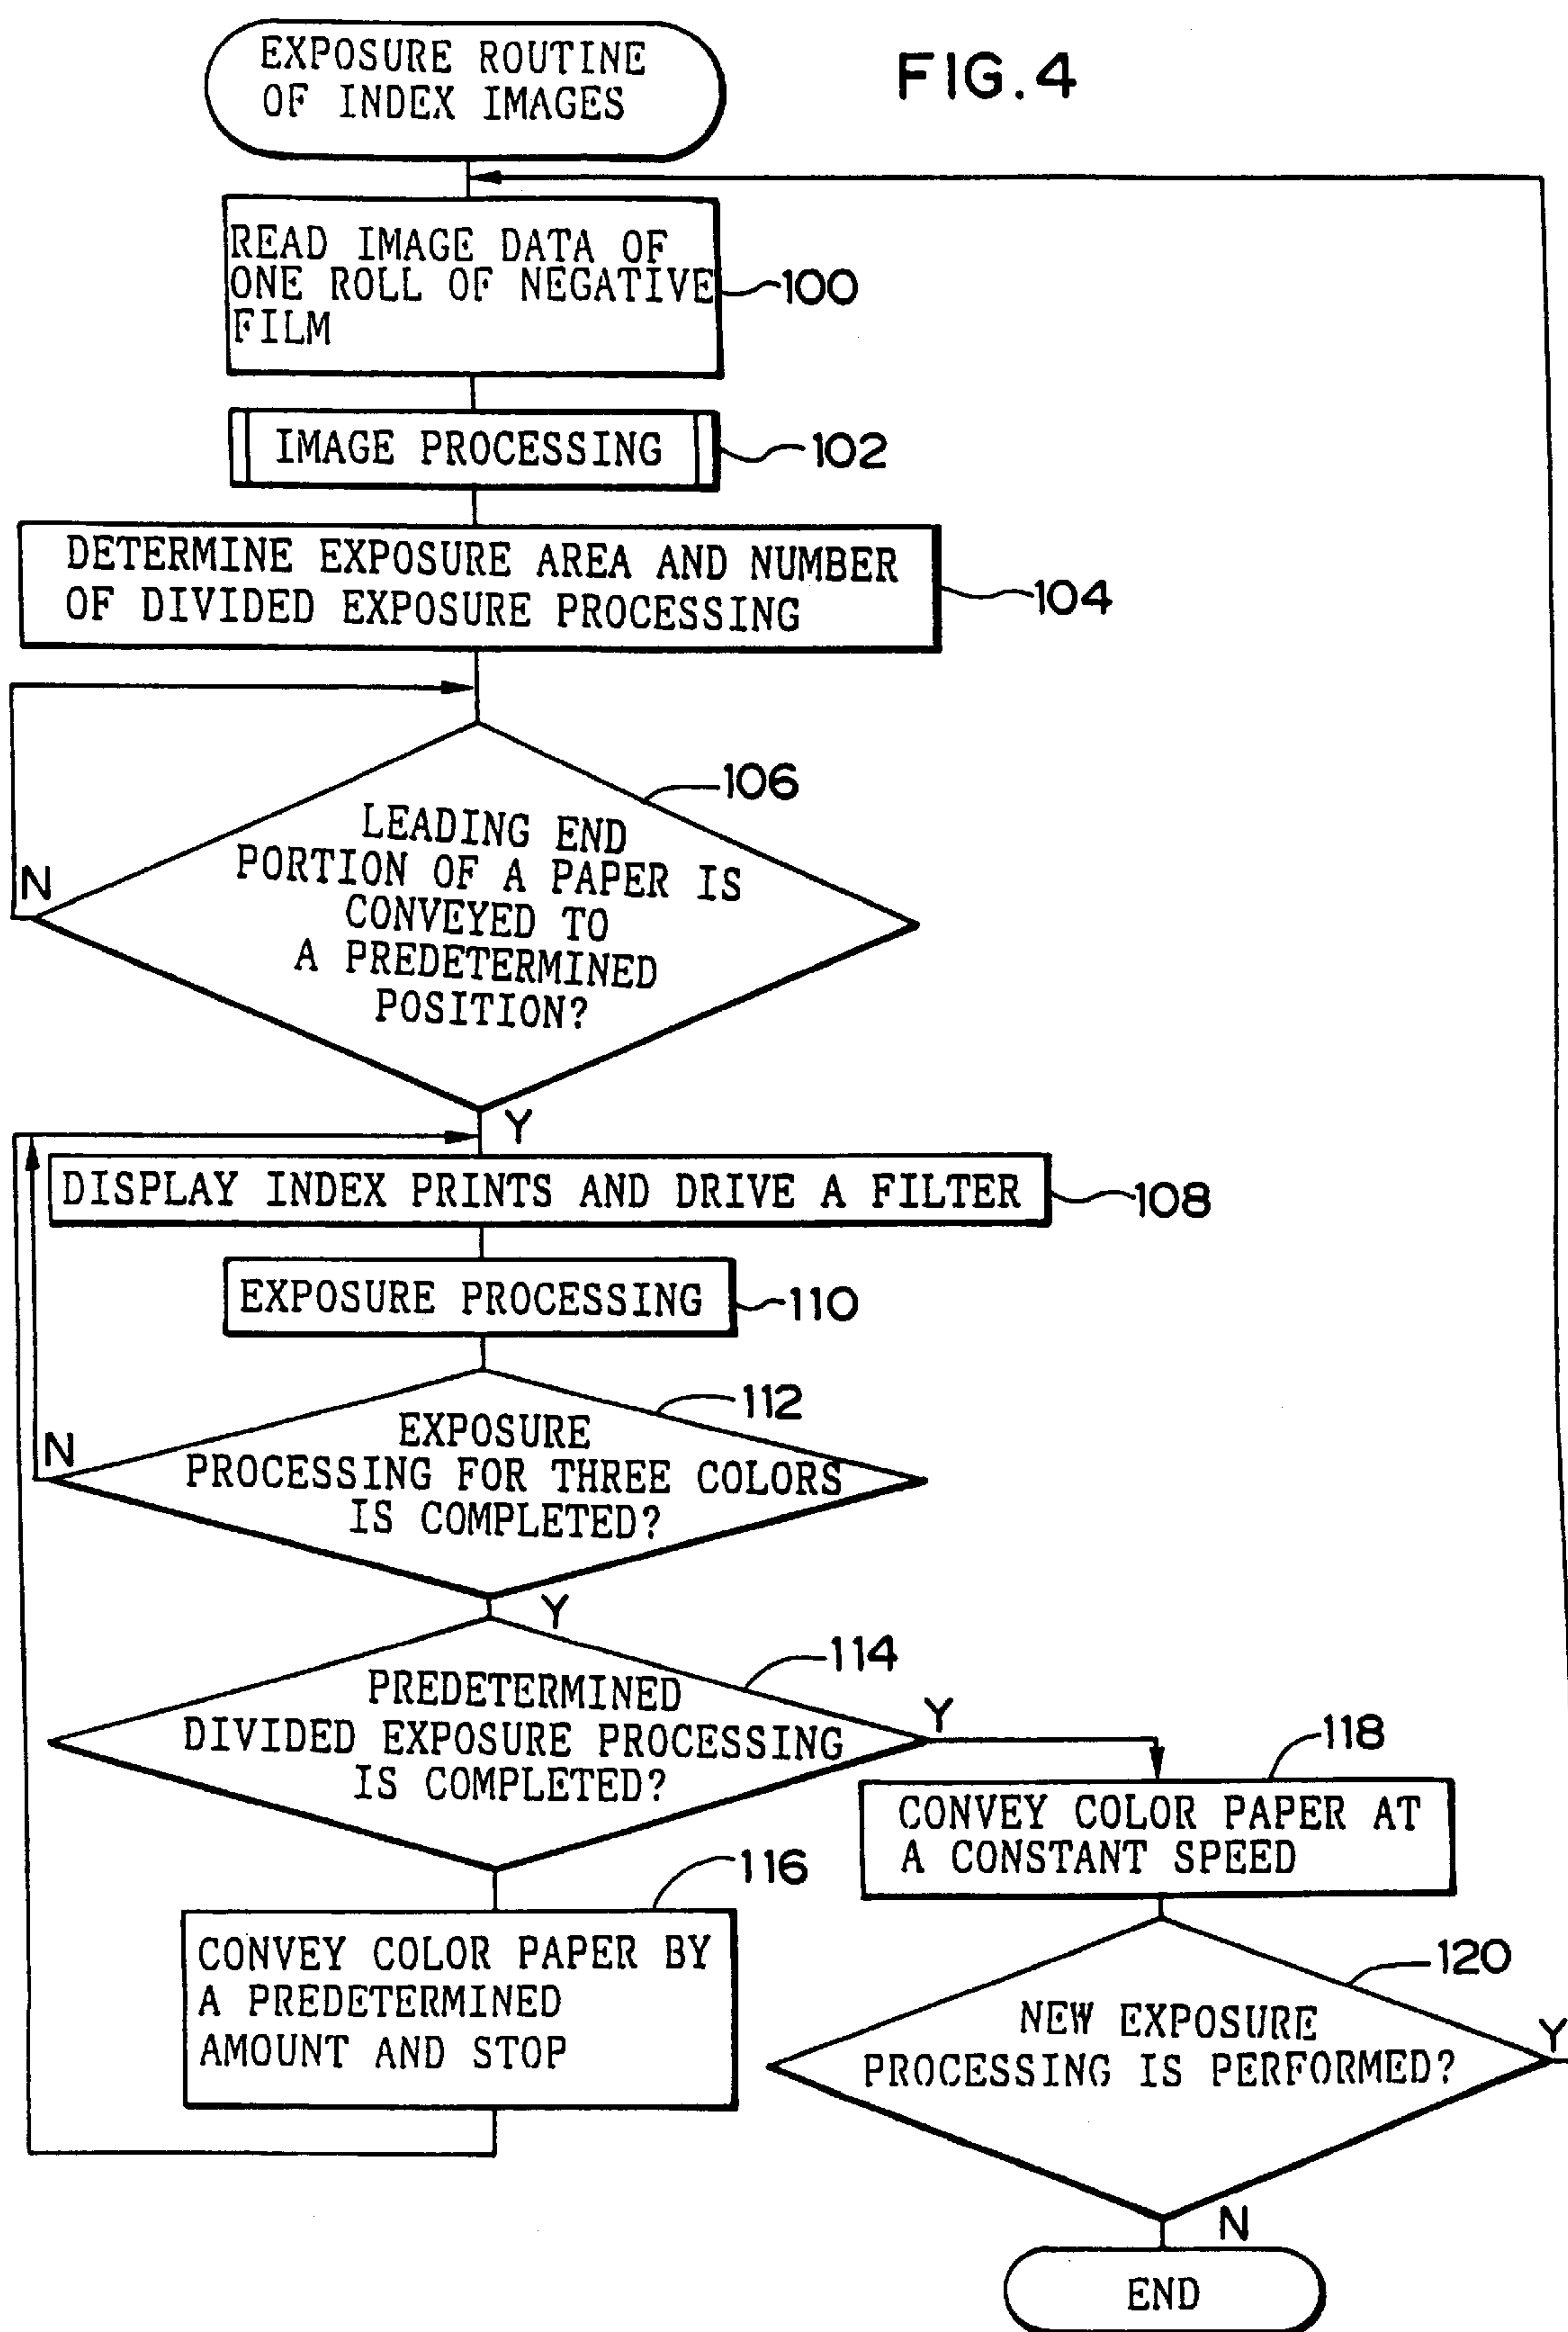 EXPOSURE ROUTINE
OF INDEX IMAGES
FIG.4
READ IMAGE DATA OF
ONE ROLL OF NEGATIVE
FILM
100
IMAGE PROCESSING
102
DETERMINE EXPOSURE AREA AND NUMBER
OF DIVIDED EXPOSURE PROCESSING
104
106
LEADING END
PORTION OF A PAPER IS
CONVEYED TO
A PREDETERMINED
POSITION?
N
Y
DISPLAY INDEX PRINTS AND DRIVE A FILTER
108
EXPOSURE PROCESSING
110
112
EXPOSURE
PROCESSING FOR THREE COLORS
IS COMPLETED?
N
Y
114
PREDETERMINED
DIVIDED EXPOSURE PROCESSING
IS COMPLETED?
Y
116
CONVEY COLOR PAPER BY
A PREDETERMINED
AMOUNT AND STOP
118
CONVEY COLOR PAPER AT
A CONSTANT SPEED
120
NEW EXPOSURE
PROCESSING IS PERFORMED?
Y
N
END